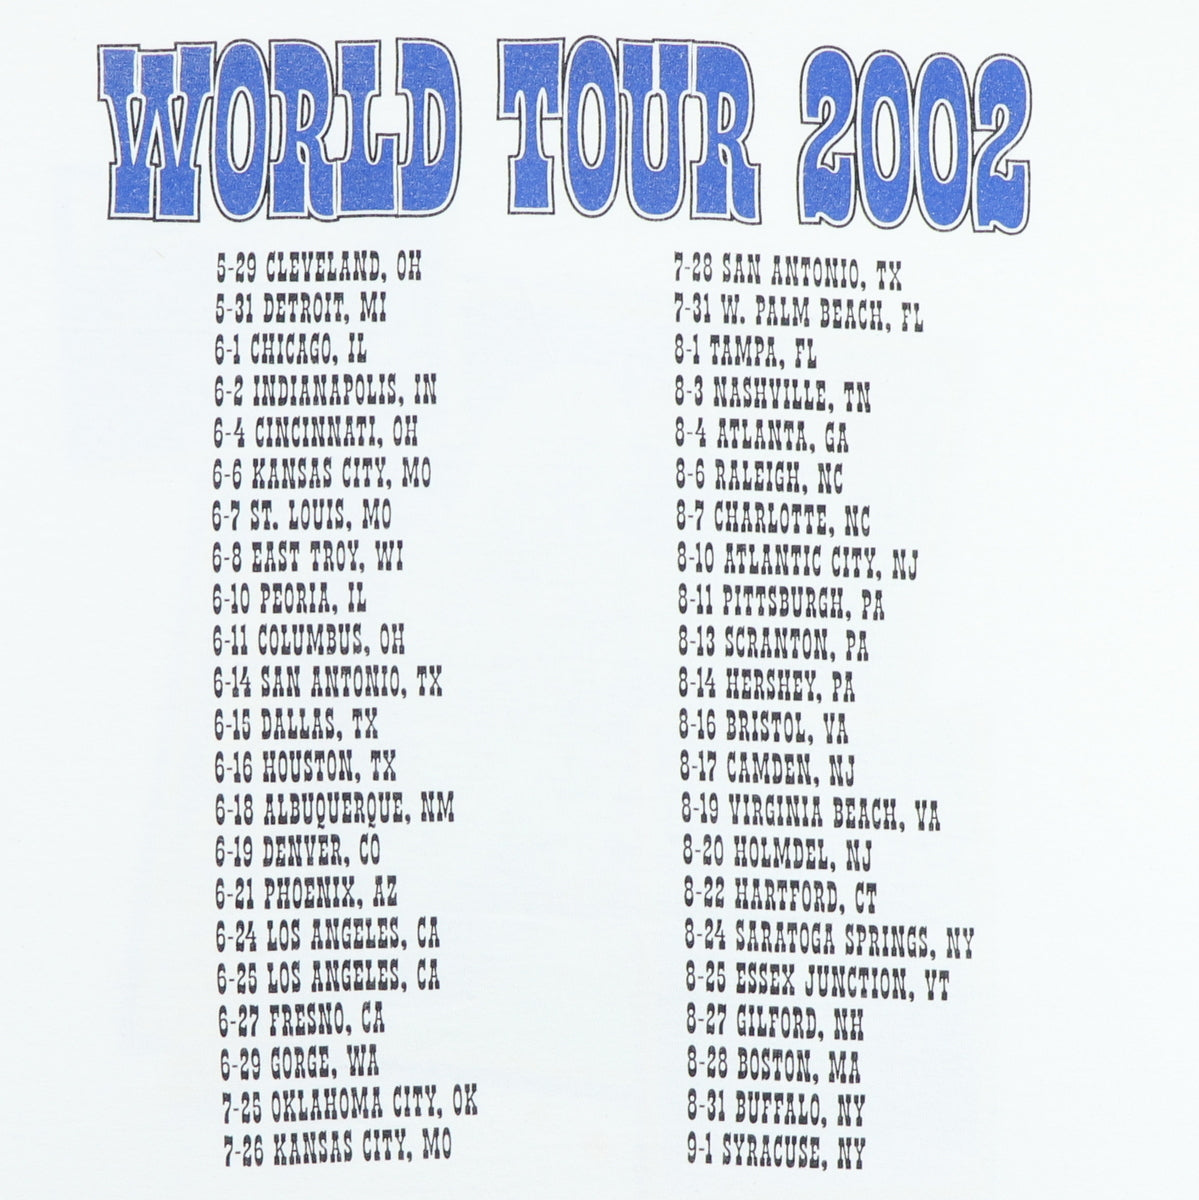 WORLD TOUR 2002
5-29 CLEVELAND, OH
5-31 DETROIT, MI
6-1 CHICAGO, IL
6-2 INDIANAPOLIS, IN
6-4 CINCINNATI, OH
6-6 KANSAS CITY, MO
6-7 ST. LOUIS, MO
6-8 EAST TROY, WI
6-10 PEORIA, IL
6-11 COLUMBUS, OH
6-14 SAN ANTONIO, TX
6-15 DALLAS, TX
6-16 HOUSTON, TX
6-18 ALBUQUERQUE, NM
6-19 DENVER, CO
6-21 PHOENIX, AZ
6-24 LOS ANGELES, CA
6-25 LOS ANGELES, CA
6-27 FRESNO, CA
6-29 GORGE, WA
7-25 OKLAHOMA CITY, OK
7-26 KANSAS CITY, MO
7-28 SAN ANTONIO, TX
7-31 W. PALM BEACH, FL
8-1 TAMPA, FL
8-3 NASHVILLE, TN
8-4 ATLANTA, GA
8-6 RALEIGH, NC
8-7 CHARLOTTE, NC
8-10 ATLANTIC CITY, NJ
8-11 PITTSBURGH, PA
8-13 SCRANTON, PA
8-14 HERSHEY, PA
8-16 BRISTOL, VA
8-17 CAMDEN, NJ
8-19 VIRGINIA BEACH, VA
8-20 HOLMDEL, NJ
8-22 HARTFORD, CT
8-24 SARATOGA SPRINGS, NY
8-25 ESSEX JUNCTION, VT
8-27 GILFORD, NH
8-28 BOSTON, MA
8-31 BUFFALO, NY
9-1 SYRACUSE, NY